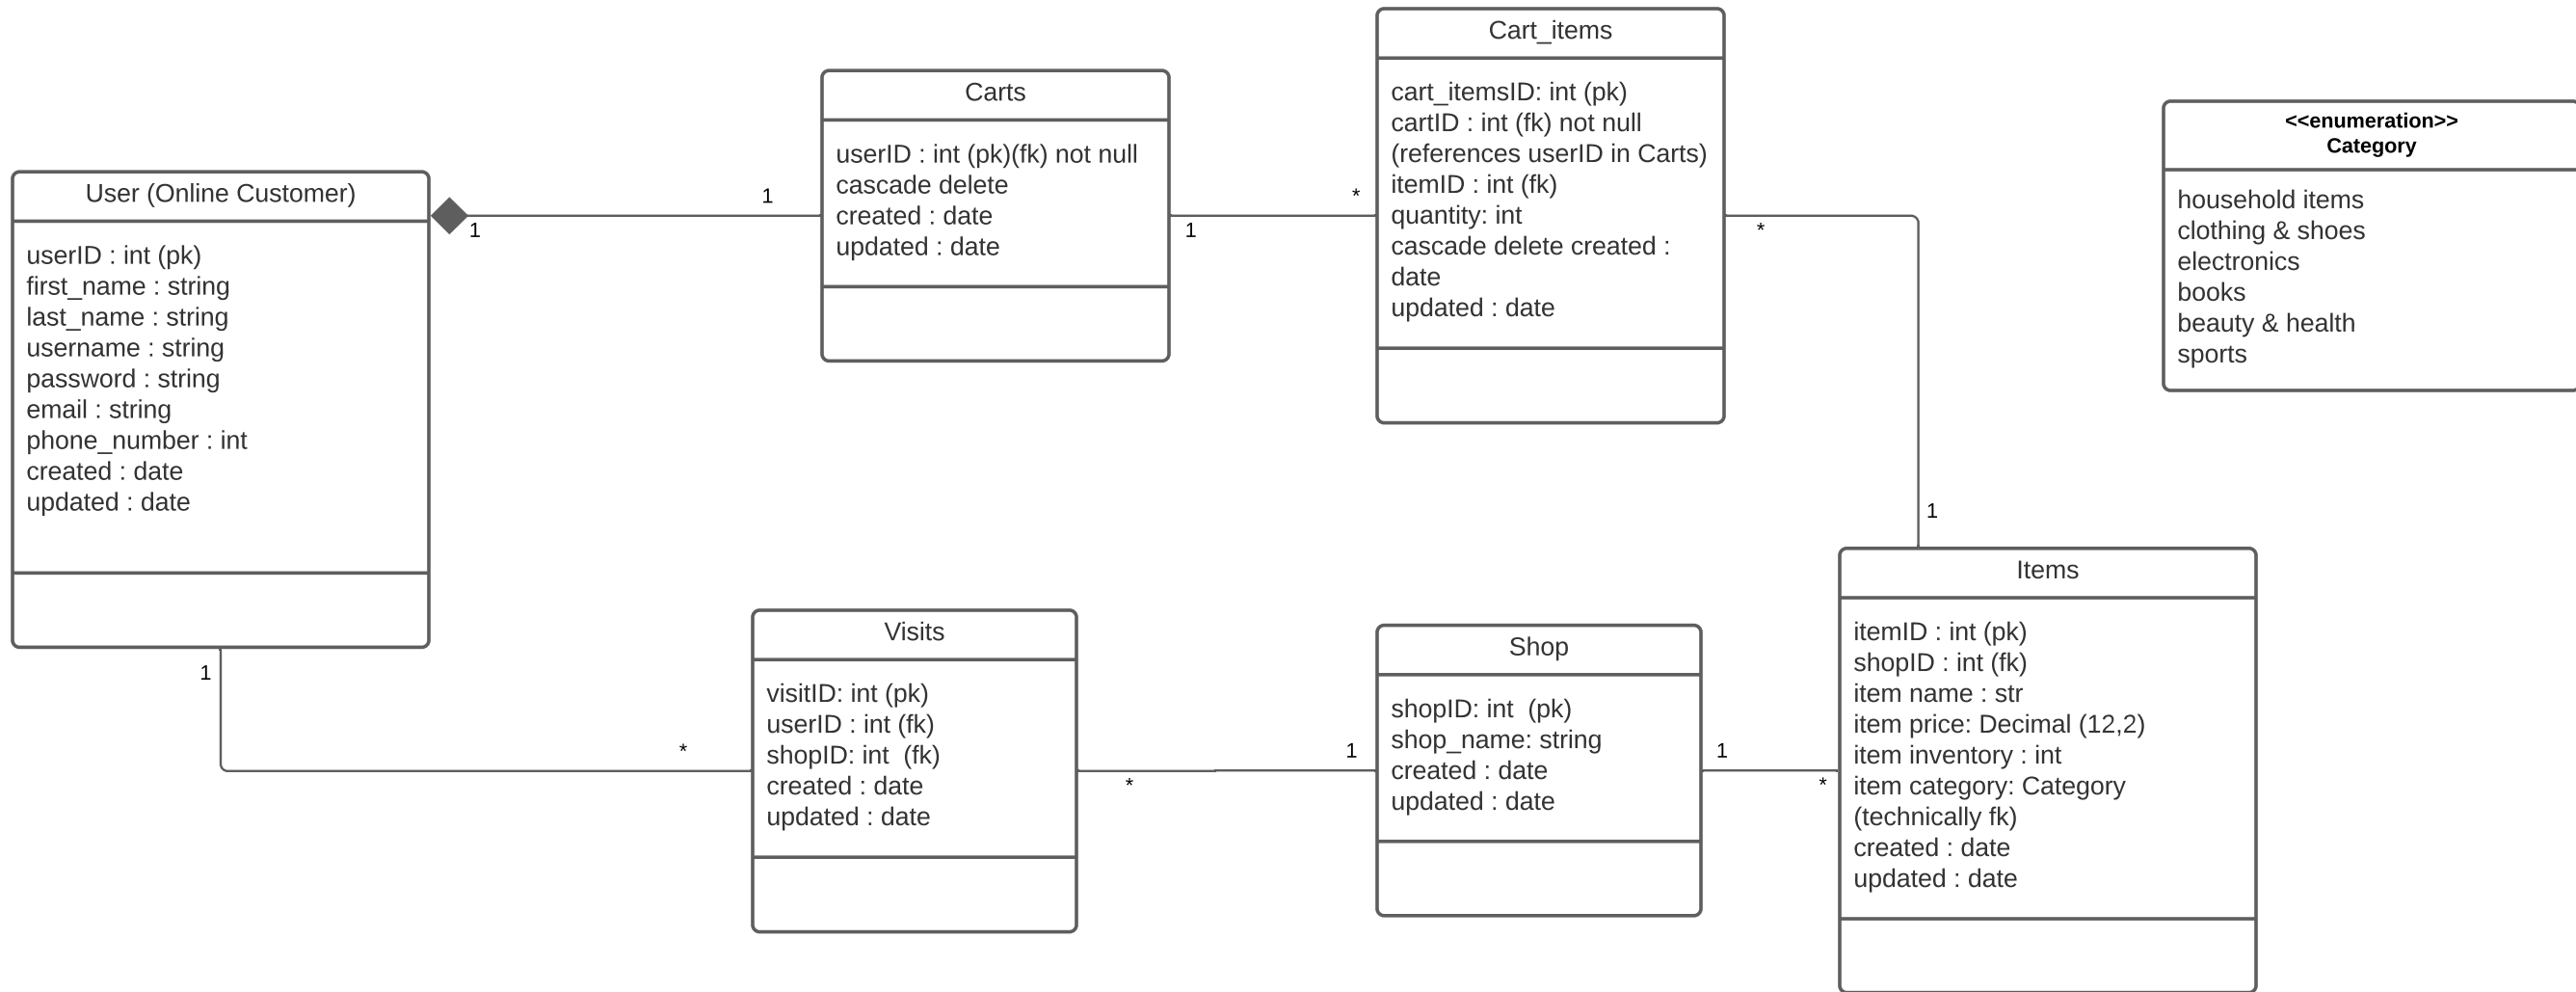 User (Online Customer)
userID : int (pk)
first_name : string
last_name : string
username : string
password : string
email : string
phone_number : int
created : date
updated : date
1
1
Carts
userID : int (pk)(fk) not null
cascade delete
created : date
updated : date
1
*
Cart_items
cart_itemsID: int (pk)
cartID : int (fk) not null
(references userID in Carts)
itemID : int (fk)
quantity: int
cascade delete created :
date
updated : date
*
1
<<enumeration>>
Category
household items
clothing & shoes
electronics
books
beauty & health
sports
1
*
Visits
visitID: int (pk)
userID : int (fk)
shopID: int  (fk)
created : date
updated : date
*
1
Shop
shopID: int  (pk)
shop_name: string
created : date
updated : date
1
*
Items
itemID : int (pk)
shopID : int (fk)
item name : str
item price: Decimal (12,2)
item inventory : int
item category: Category
(technically fk)
created : date
updated : date